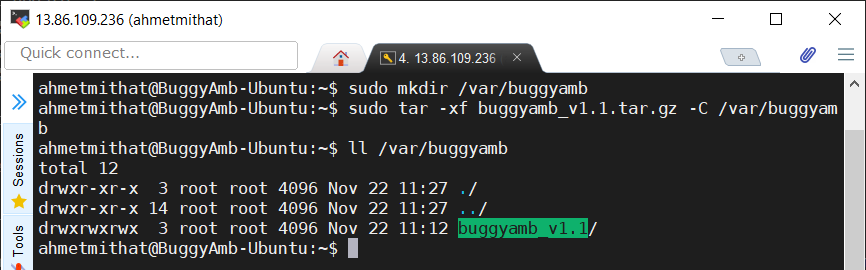 13.86.109.236 (ahmetmithat)
Quick connect...
4. 13.86.109.236
Sessions
Tools
ahmetmithat@BuggyAmb-Ubuntu:~$ sudo mkdir /var/buggyamb
ahmetmithat@BuggyAmb-Ubuntu:~$ sudo tar -xf buggyamb_v1.1.tar.gz -C /var/buggyam
b
ahmetmithat@BuggyAmb-Ubuntu:~$ ll /var/buggyamb
total 12
drwxr-xr-x  3 root root 4096 Nov 22 11:27 ./
drwxr-xr-x 14 root root 4096 Nov 22 11:27 ../
drwxrwxrwx  3 root root 4096 Nov 22 11:12 buggyamb_v1.1/
ahmetmithat@BuggyAmb-Ubuntu:~$